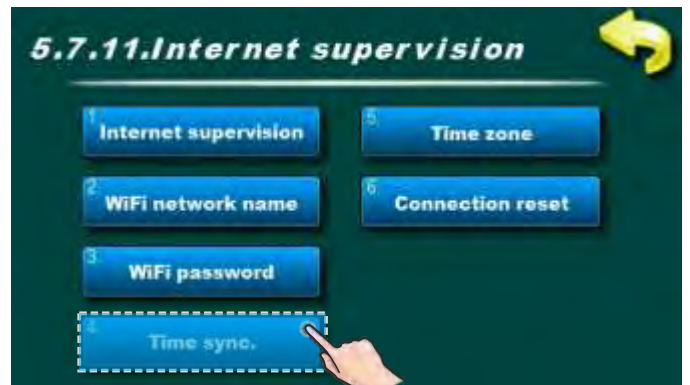 5.7.11.Internet supervision
1
Internet supervision
2
WiFi network name
3
WiFi password
4
Time sync.
5
Time zone
6
Connection reset